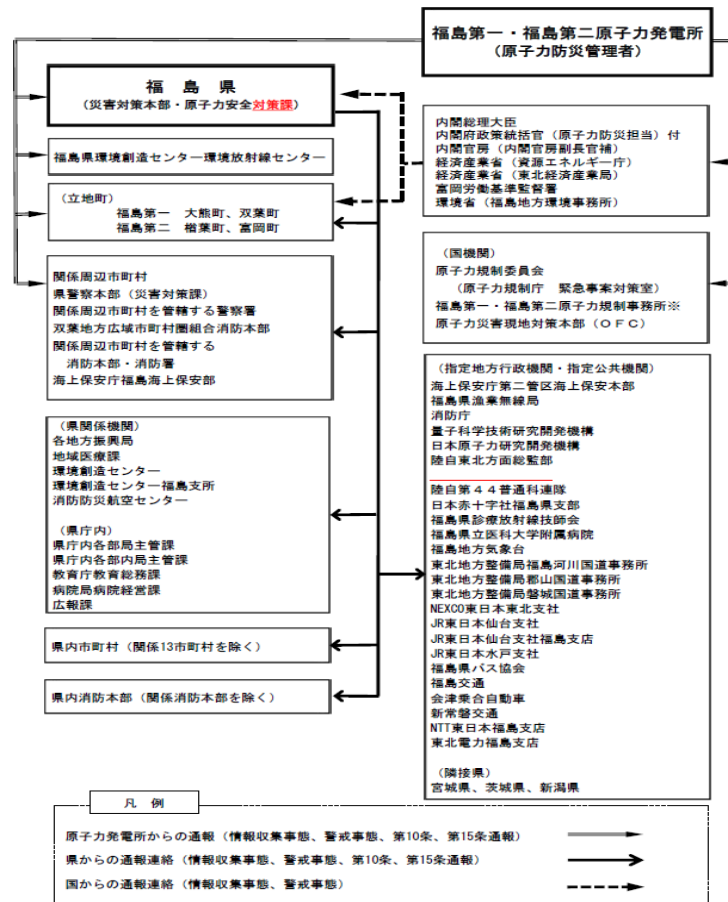 福島第一・福島第二原子力発電所
（原子力防災管理者）
福　島　県
（災害対策本部・原子力安全対策課）
福島県環境創造センター環境放射線センター
（立地町）
福島第一　大熊町、双葉町
福島第二　楢葉町、富岡町
関係周辺市町村
県警察本部（災害対策課）
関係周辺市町村を管轄する警察署
双葉地方広域市町村圏組合消防本部
関係周辺市町村を管轄する
消防本部・消防署
海上保安庁福島海上保安部
（県関係機関）
各地方振興局
地域医療課
環境創造センター
環境創造センター福島支所
消防防災航空センター
（県庁内）
県庁内各部局主管課
県庁内各部内局主管課
教育庁教育総務課
病院局病院経営課
広報課
県内市町村（関係13市町村を除く）
県内消防本部（関係消防本部を除く）
内閣総理大臣
内閣府政策統括官（原子力防災担当）付
内閣官房（内閣官房副長官補）
経済産業省（資源エネルギー庁）
経済産業省（東北経済産業局）
富岡労働基準監督署
環境省（福島地方環境事務所）
（国機関）
原子力規制委員会
（原子力規制庁　緊急事案対策室）
福島第一・福島第二原子力規制事務所※
原子力災害現地対策本部（ＯＦＣ）
（指定地方行政機関・指定公共機関）
海上保安庁第二管区海上保安本部
福島県漁業無線局
消防庁
量子科学技術研究開発機構
日本原子力研究開発機構
陸自東北方面総監部
陸自第４４普通科連隊
日本赤十字社福島県支部
福島県診療放射線技師会
福島県立医科大学附属病院
福島地方気象台
東北地方整備局福島河川国道事務所
東北地方整備局郡山国道事務所
東北地方整備局磐城国道事務所
NEXCO東日本東北支社
JR東日本仙台支社
JR東日本仙台支社福島支店
JR東日本水戸支社
福島県バス協会
福島交通
会津乗合自動車
新常磐交通
NTT東日本福島支店
東北電力福島支店
（隣接県）
宮城県、茨城県、新潟県
凡　例
原子力発電所からの通報（情報収集事態、警戒事態、第10条、第15条通報）
県からの通報連絡（情報収集事態、警戒事態、第10条、第15条通報）
国からの通報連絡（情報収集事態、警戒事態）